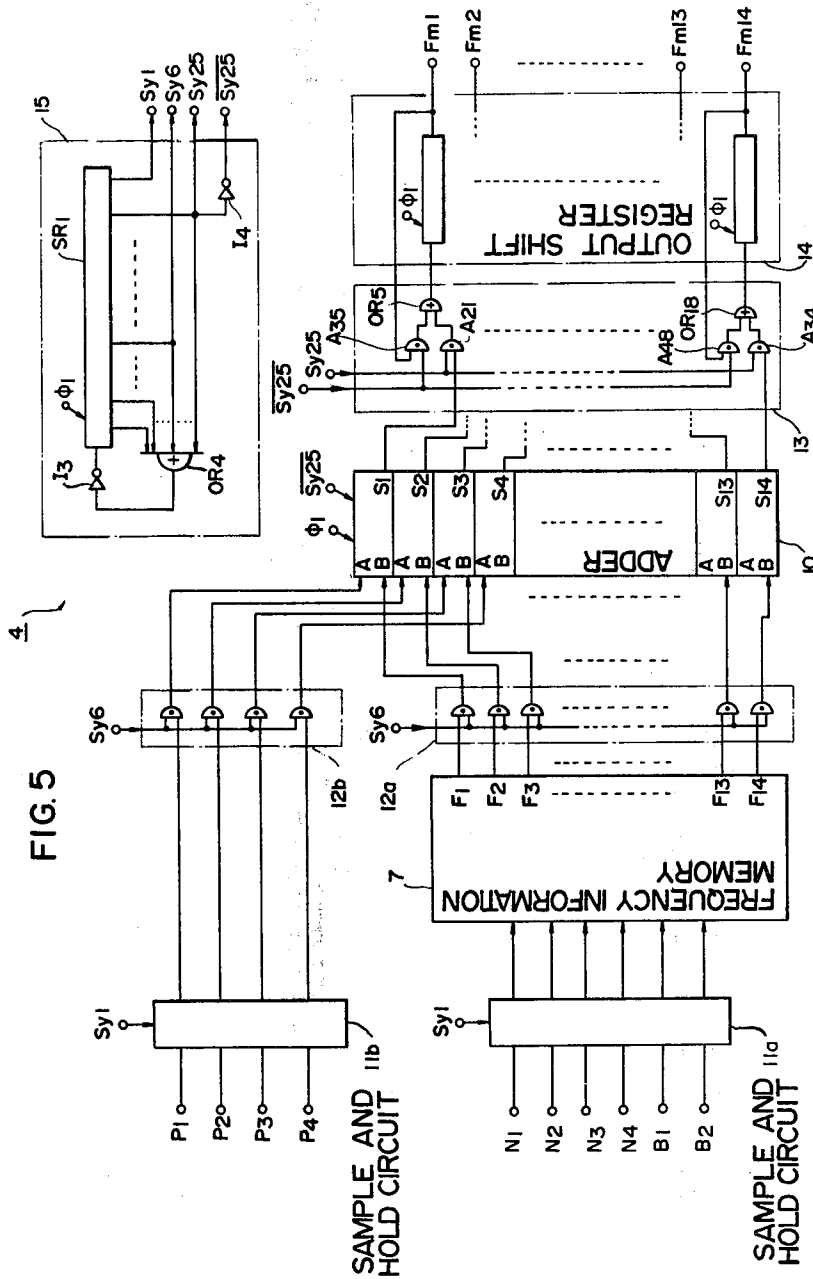 FIG. 5
4
15
SR1
φ1
I3
OR4
I4
Sy1
Sy6
Sy25
Sy25
P1
P2
P3
P4
Sy1
11b
SAMPLE AND
HOLD CIRCUIT
Sy6
12b
N1
N2
N3
N4
B1
B2
Sy1
11a
SAMPLE AND
HOLD CIRCUIT
7
FREQUENCY INFORMATION
MEMORY
F1
F2
F3
F13
F14
Sy6
12a
φ1
Sy25
A
B
A
B
A
B
A
B
A
B
A
B
S1
S2
S3
S4
S13
S14
ADDER
10
Sy25
Sy25
A35
OR5
A21
A48
OR18
A34
13
φ1
φ1
OUTPUT SHIFT
REGISTER
14
Fm1
Fm2
Fm13
Fm14